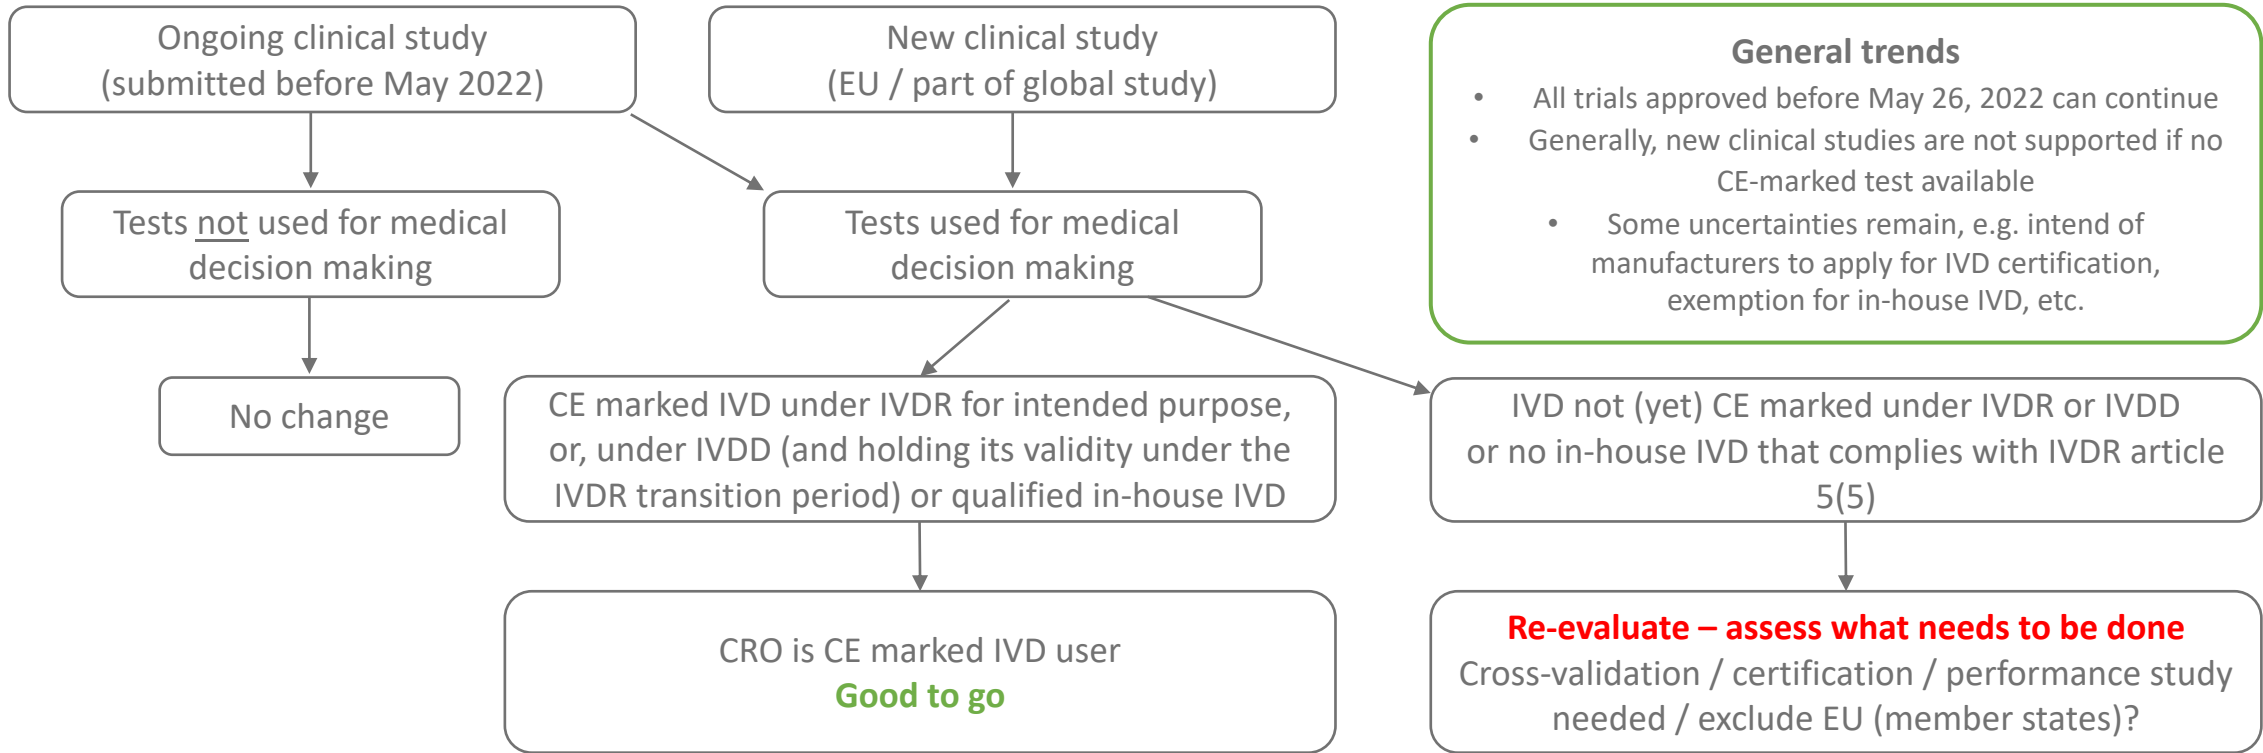 Ongoing clinical study
(submitted before May 2022)
New clinical study
(EU / part of global study)
General trends
• All trials approved before May 26, 2022 can continue
• Generally, new clinical studies are not supported if no
CE-marked test available
• Some uncertainties remain, e.g. intend of
manufacturers to apply for IVD certification,
exemption for in-house IVD, etc.
Tests not used for medical
decision making
Tests used for medical
decision making
No change
CE marked IVD under IVDR for intended purpose,
or, under IVDD (and holding its validity under the
IVDR transition period) or qualified in-house IVD
IVD not (yet) CE marked under IVDR or IVDD
or no in-house IVD that complies with IVDR article
5(5)
CRO is CE marked IVD user
Good to go
Re-evaluate – assess what needs to be done
Cross-validation / certification / performance study
needed / exclude EU (member states)?